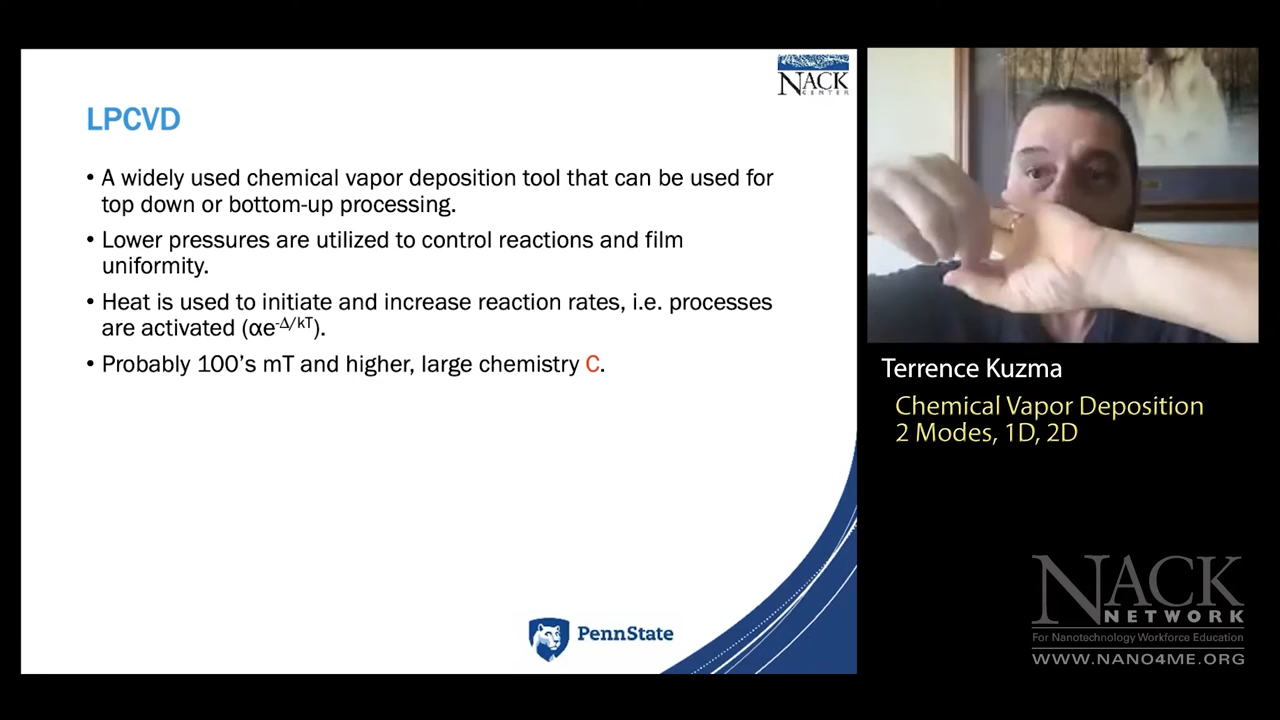 NACK
CENTER
LPCVD
• A widely used chemical vapor deposition tool that can be used for
top down or bottom-up processing.
• Lower pressures are utilized to control reactions and film
uniformity.
• Heat is used to initiate and increase reaction rates, i.e. processes
are activated (αe^-Δ/kT).
• Probably 100's mT and higher, large chemistry C.
PennState
Terrence Kuzma
Chemical Vapor Deposition
2 Modes, 1D, 2D
NACK
NETWORK
For Nanotechnology Workforce Education
WWW.NANO4ME.ORG